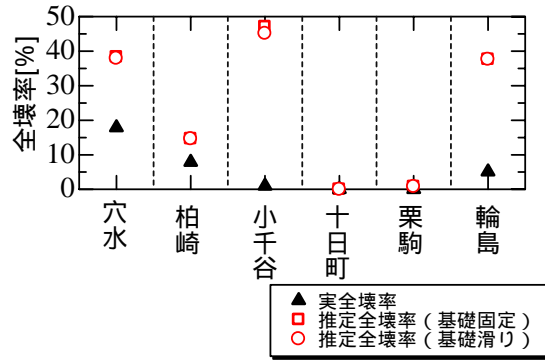 全壊率[%]
50
40
30
20
10
0
穴水
柏崎
小千谷
十日町
栗駒
輪島
実全壊率
推定全壊率(基礎固定)
推定全壊率(基礎滑り)